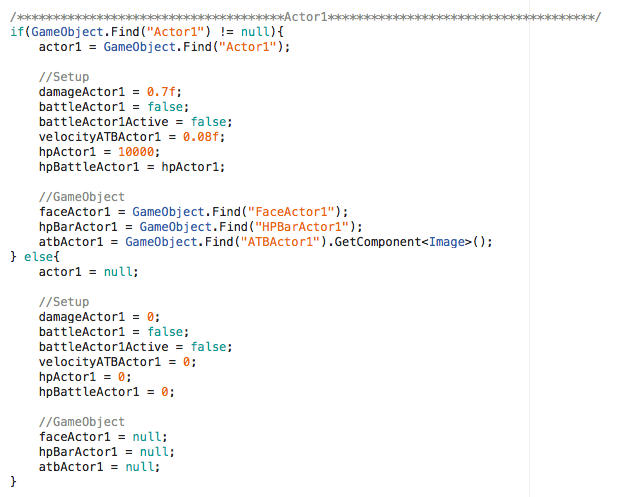 /*************************************Actor1*************************************/
if(GameObject.Find("Actor1") != null){
    actor1 = GameObject.Find("Actor1");

    //Setup
    damageActor1 = 0.7f;
    battleActor1 = false;
    battleActor1Active = false;
    velocityATBActor1 = 0.08f;
    hpActor1 = 10000;
    hpBattleActor1 = hpActor1;

    //GameObject
    faceActor1 = GameObject.Find("FaceActor1");
    hpBarActor1 = GameObject.Find("HPBarActor1");
    atbActor1 = GameObject.Find("ATBActor1").GetComponent<Image>();
} else{
    actor1 = null;

    //Setup
    damageActor1 = 0;
    battleActor1 = false;
    battleActor1Active = false;
    velocityATBActor1 = 0;
    hpActor1 = 0;
    hpBattleActor1 = 0;

    //GameObject
    faceActor1 = null;
    hpBarActor1 = null;
    atbActor1 = null;
}